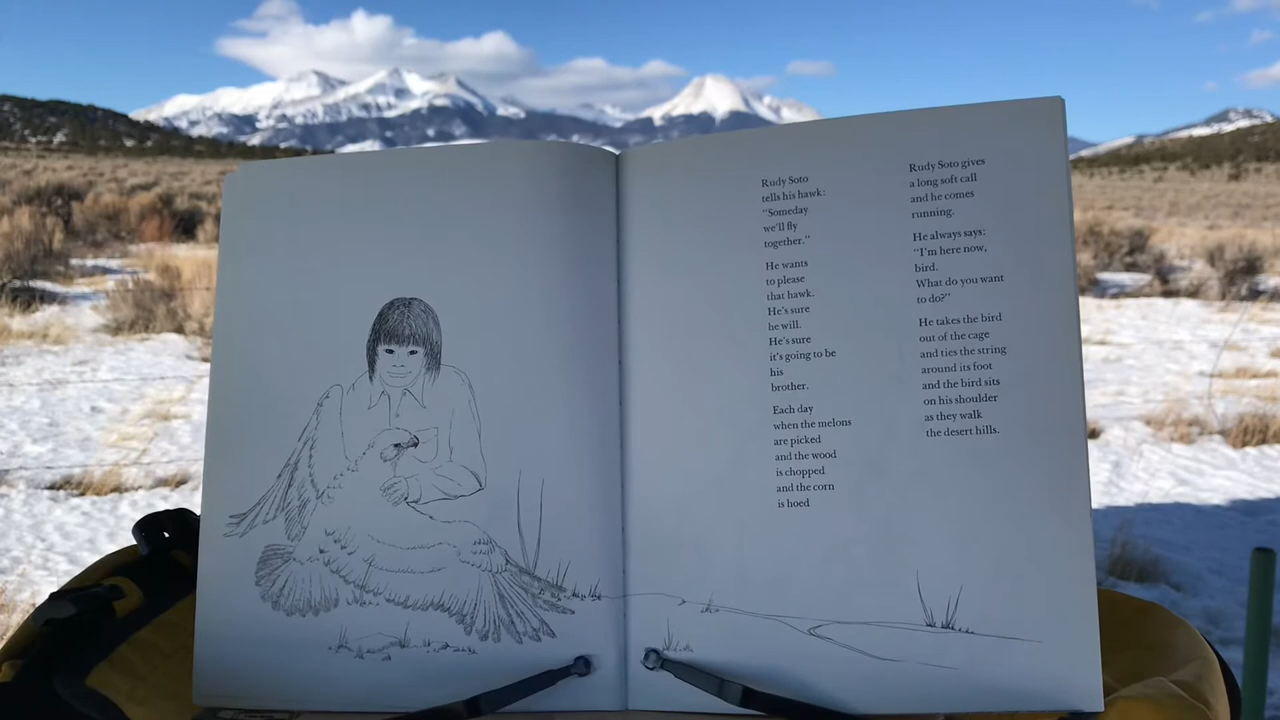 Rudy Soto
tells his hawk:
“Someday
we’ll fly
together.”
He wants
to please
that hawk.
He’s sure
he will.
He’s sure
it’s going to be
his
brother.
Each day
when the melons
are picked
and the wood
is chopped
and the corn
is hoed
Rudy Soto gives
a long soft call
and he comes
running.
He always says:
“I’m here now,
bird.
What do you want
to do?”
He takes the bird
out of the cage
and ties the string
around its foot
and the bird sits
on his shoulder
as they walk
the desert hills.